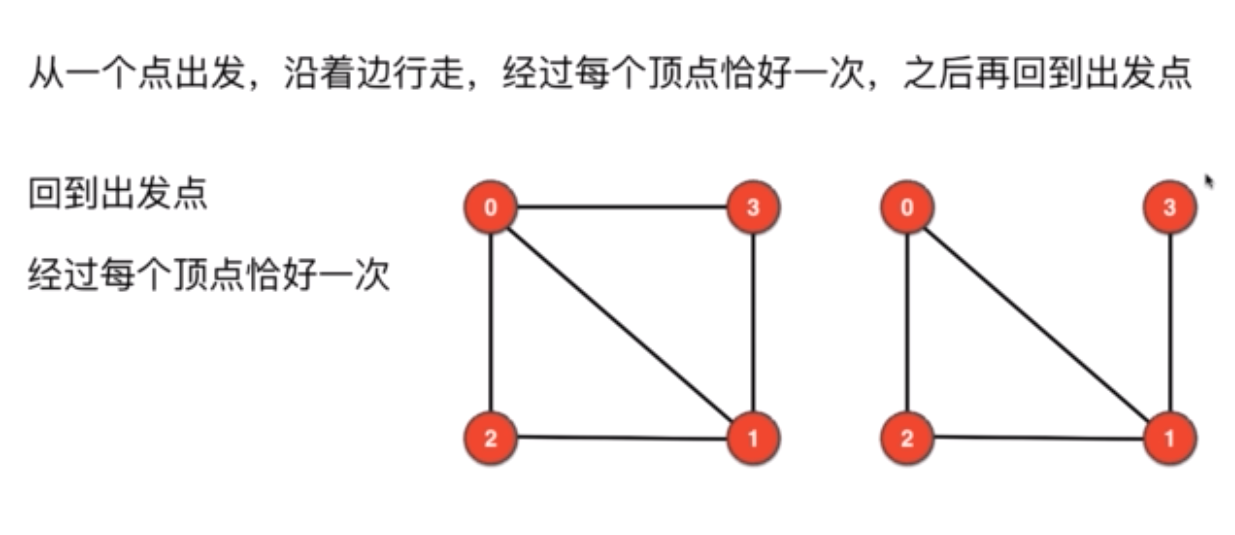 从一个点出发，沿着边行走，经过每个顶点恰好一次，之后再回到出发点
回到出发点
经过每个顶点恰好一次
0 3 0 3
2 1 2 1